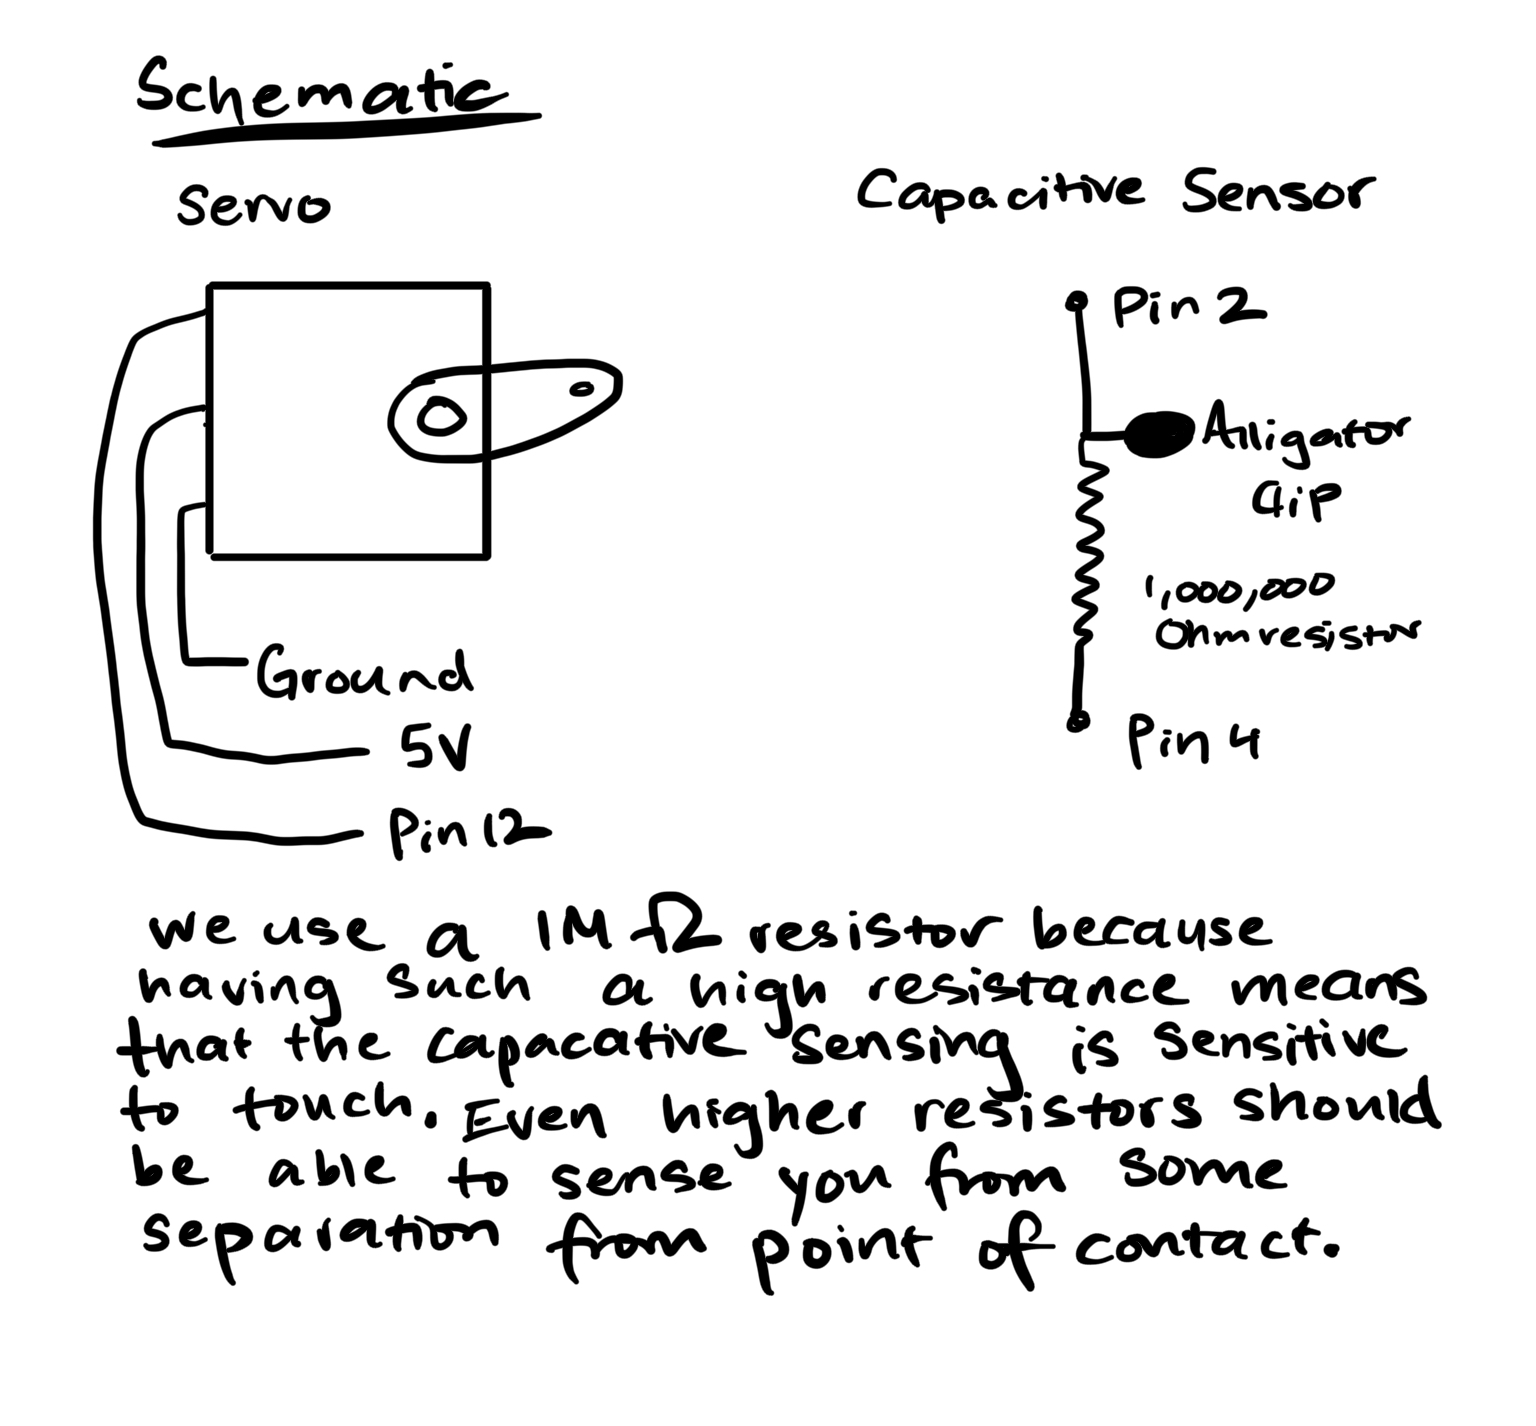 Schematic
Servo
Capacitive Sensor
Pin 2
Alligator
Clip
1,000,000
Ohm resistor
Pin 4
Ground
5V
Pin 12
we use a 1M Ω resistor because
having such a high resistance means
that the capacative sensing is sensitive
to touch. Even higher resistors should
be able to sense you from some
separation from point of contact.